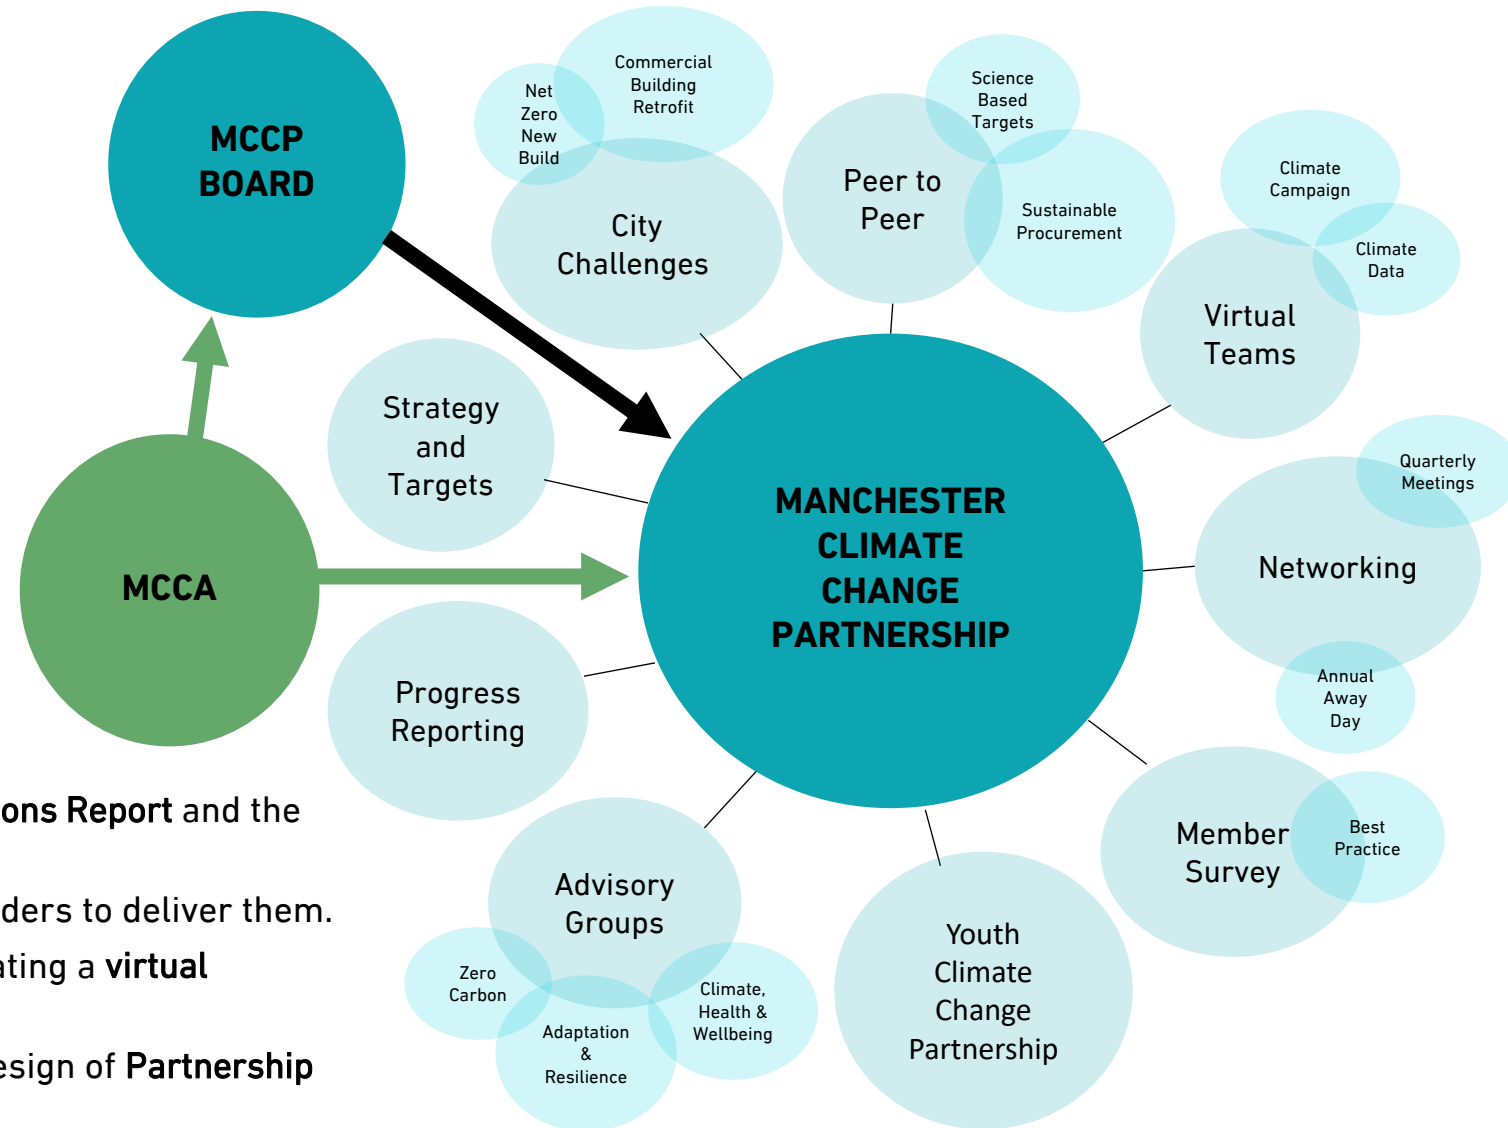 MCCP
BOARD
Net
Zero
New
Build
Commercial
Building
Retrofit
City
Challenges
Science
Based
Targets
Peer to
Peer
Sustainable
Procurement
Climate
Campaign
Climate
Data
Virtual
Teams
Strategy
and
Targets
Quarterly
Meetings
Networking
Annual
Away
Day
MCCA
MANCHESTER
CLIMATE
CHANGE
PARTNERSHIP
Progress
Reporting
Member
Survey
Best
Practice
Advisory
Groups
Zero
Carbon
Adaptation
&
Resilience
Climate,
Health &
Wellbeing
Youth
Climate
Change
Partnership
ons Report and the
ders to deliver them.
ating a virtual
esign of Partnership